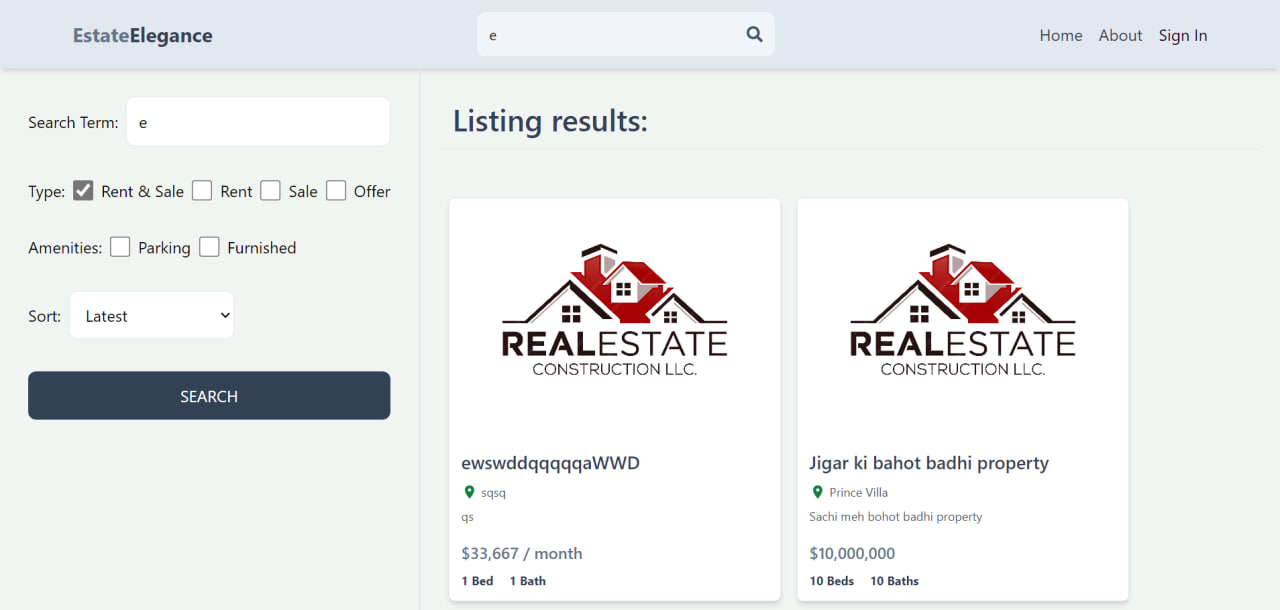 EstateElegance
e
Home About Sign In
Search Term: e
Type: Rent & Sale Rent Sale Offer
Amenities: Parking Furnished
Sort: Latest
SEARCH
Listing results:
REALESTATE
CONSTRUCTION LLC.
ewswddqqqqqaWWD
sqsq
qs
$33,667 / month
1 Bed 1 Bath
REALESTATE
CONSTRUCTION LLC.
Jigar ki bahot badhi property
Prince Villa
Sachi meh bohot badhi property
$10,000,000
10 Beds 10 Baths